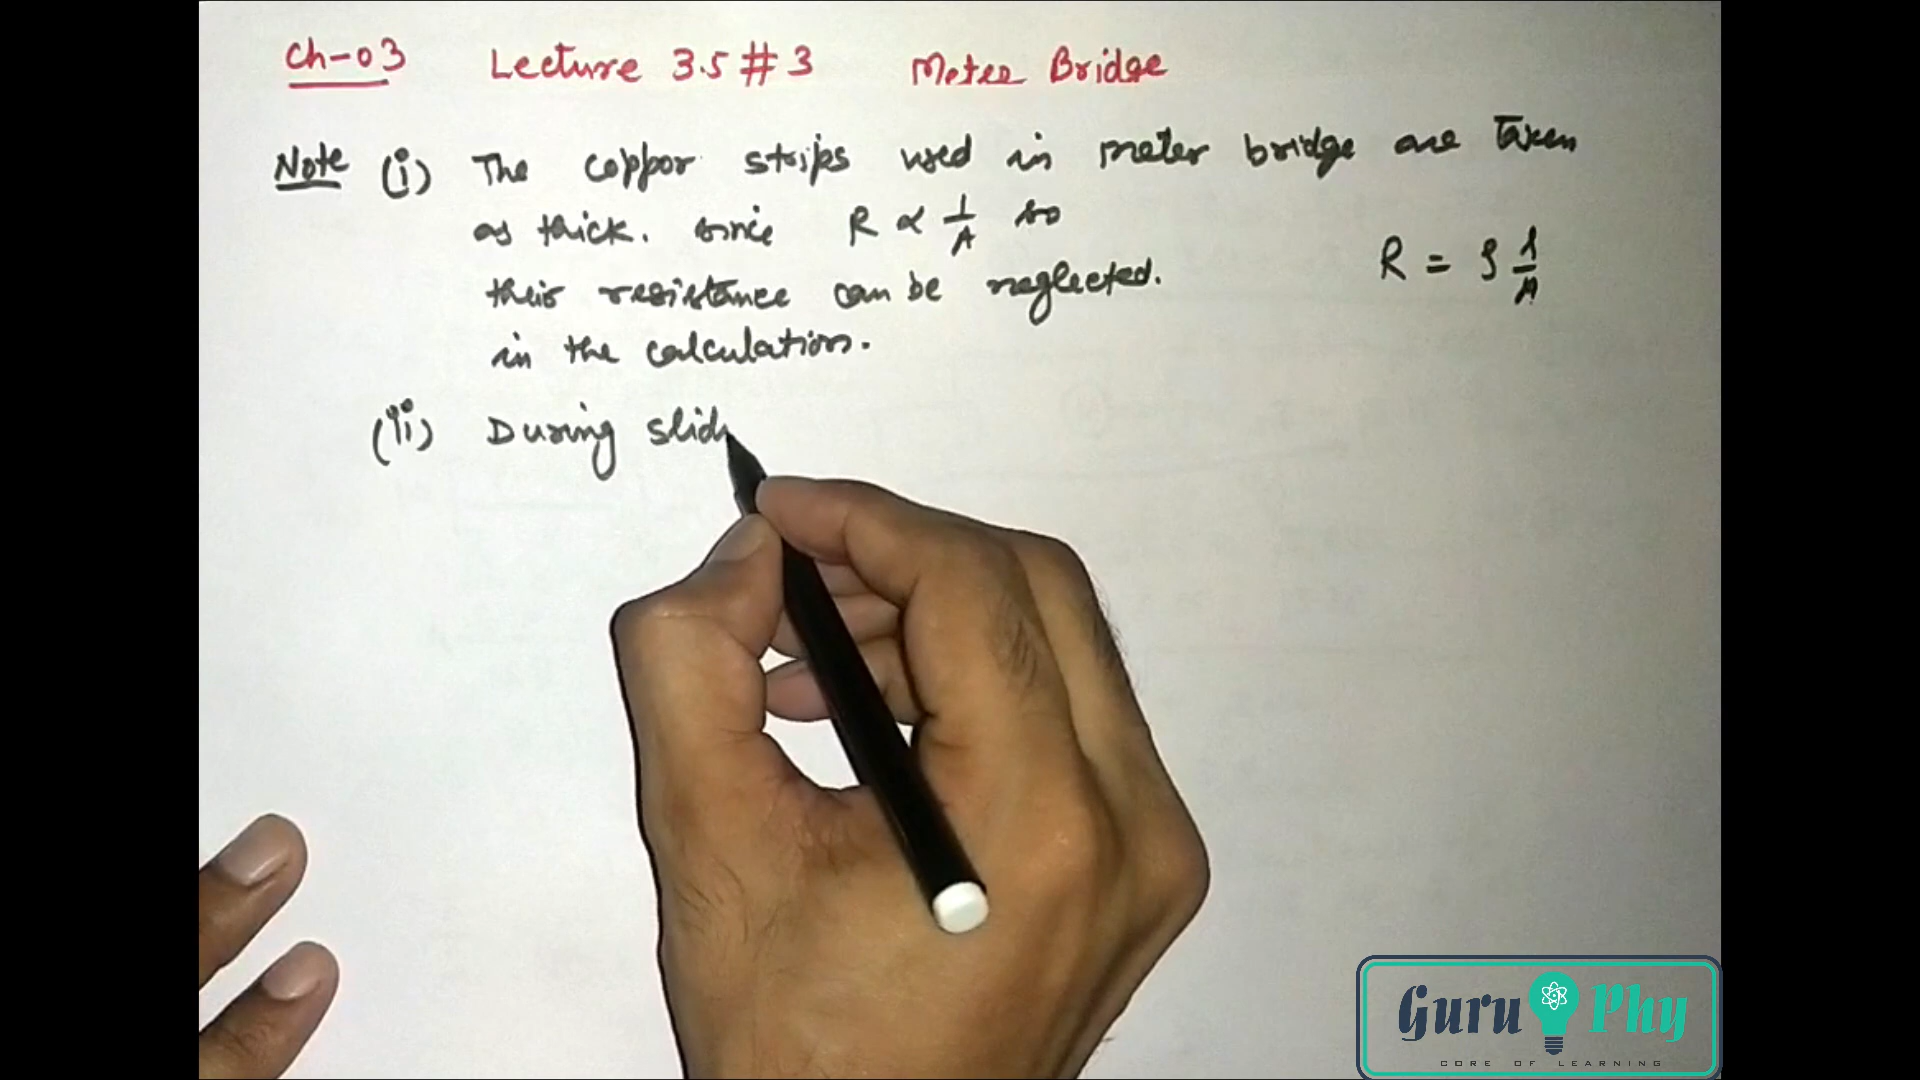 Ch-03 Lecture 3.5 # 3 Meter Bridge
Note (i) The coppor strips used in meter bridge are Taken
as thick. since R ∝ 1/A so
their resistance can be neglected.
in the calculation.
R = ρ l/A
(ii) During slid
Guru Phy
CORE OF LEARNING